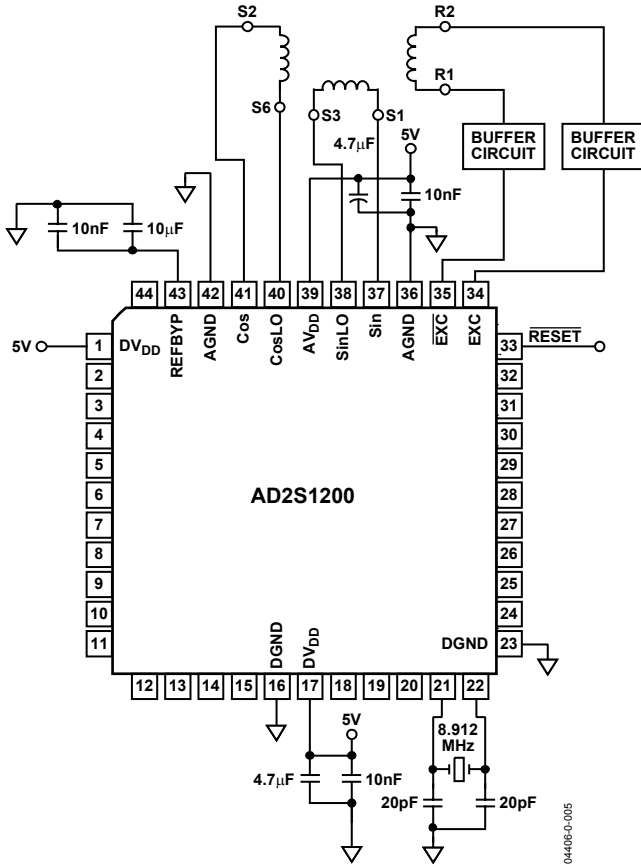 S2
R2
R1
S6
S3
S1
4.7µF
5V
BUFFER CIRCUIT
BUFFER CIRCUIT
10nF
10nF
10µF
44
43
42
41
40
39
38
37
36
35
34
REFBYP
AGND
Cos
CosLO
AVDD
SinLO
Sin
AGND
EXC
EXC
5V
1
DVDD
33
RESET
2
32
3
31
4
30
5
29
6
28
AD2S1200
7
27
8
26
9
25
10
24
11
DGND
23
DGND
DVDD
12
13
14
15
16
17
18
19
20
21
22
5V
8.912
MHz
4.7µF
10nF
20pF
20pF
04406-0-005